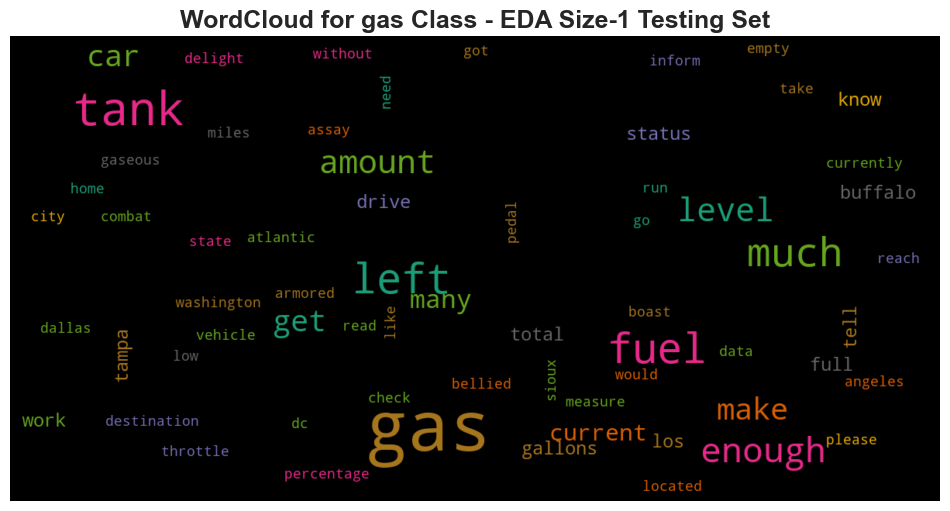 WordCloud for gas Class - EDA Size-1 Testing Set
car
delight
without
got
inform
empty
tank
need
take
know
miles
assay
status
gaseous
amount
currently
home
drive
run
buffalo
city
combat
pedal
go
level
state
atlantic
much
reach
left
many
washington
armored
get
read
like
boast
tell
dallas
vehicle
total
fuel
data
tampa
low
full
would
angeles
bellied
sioux
check
measure
make
work
destination
dc
gas
current
gallons
los
enough
please
throttle
percentage
located